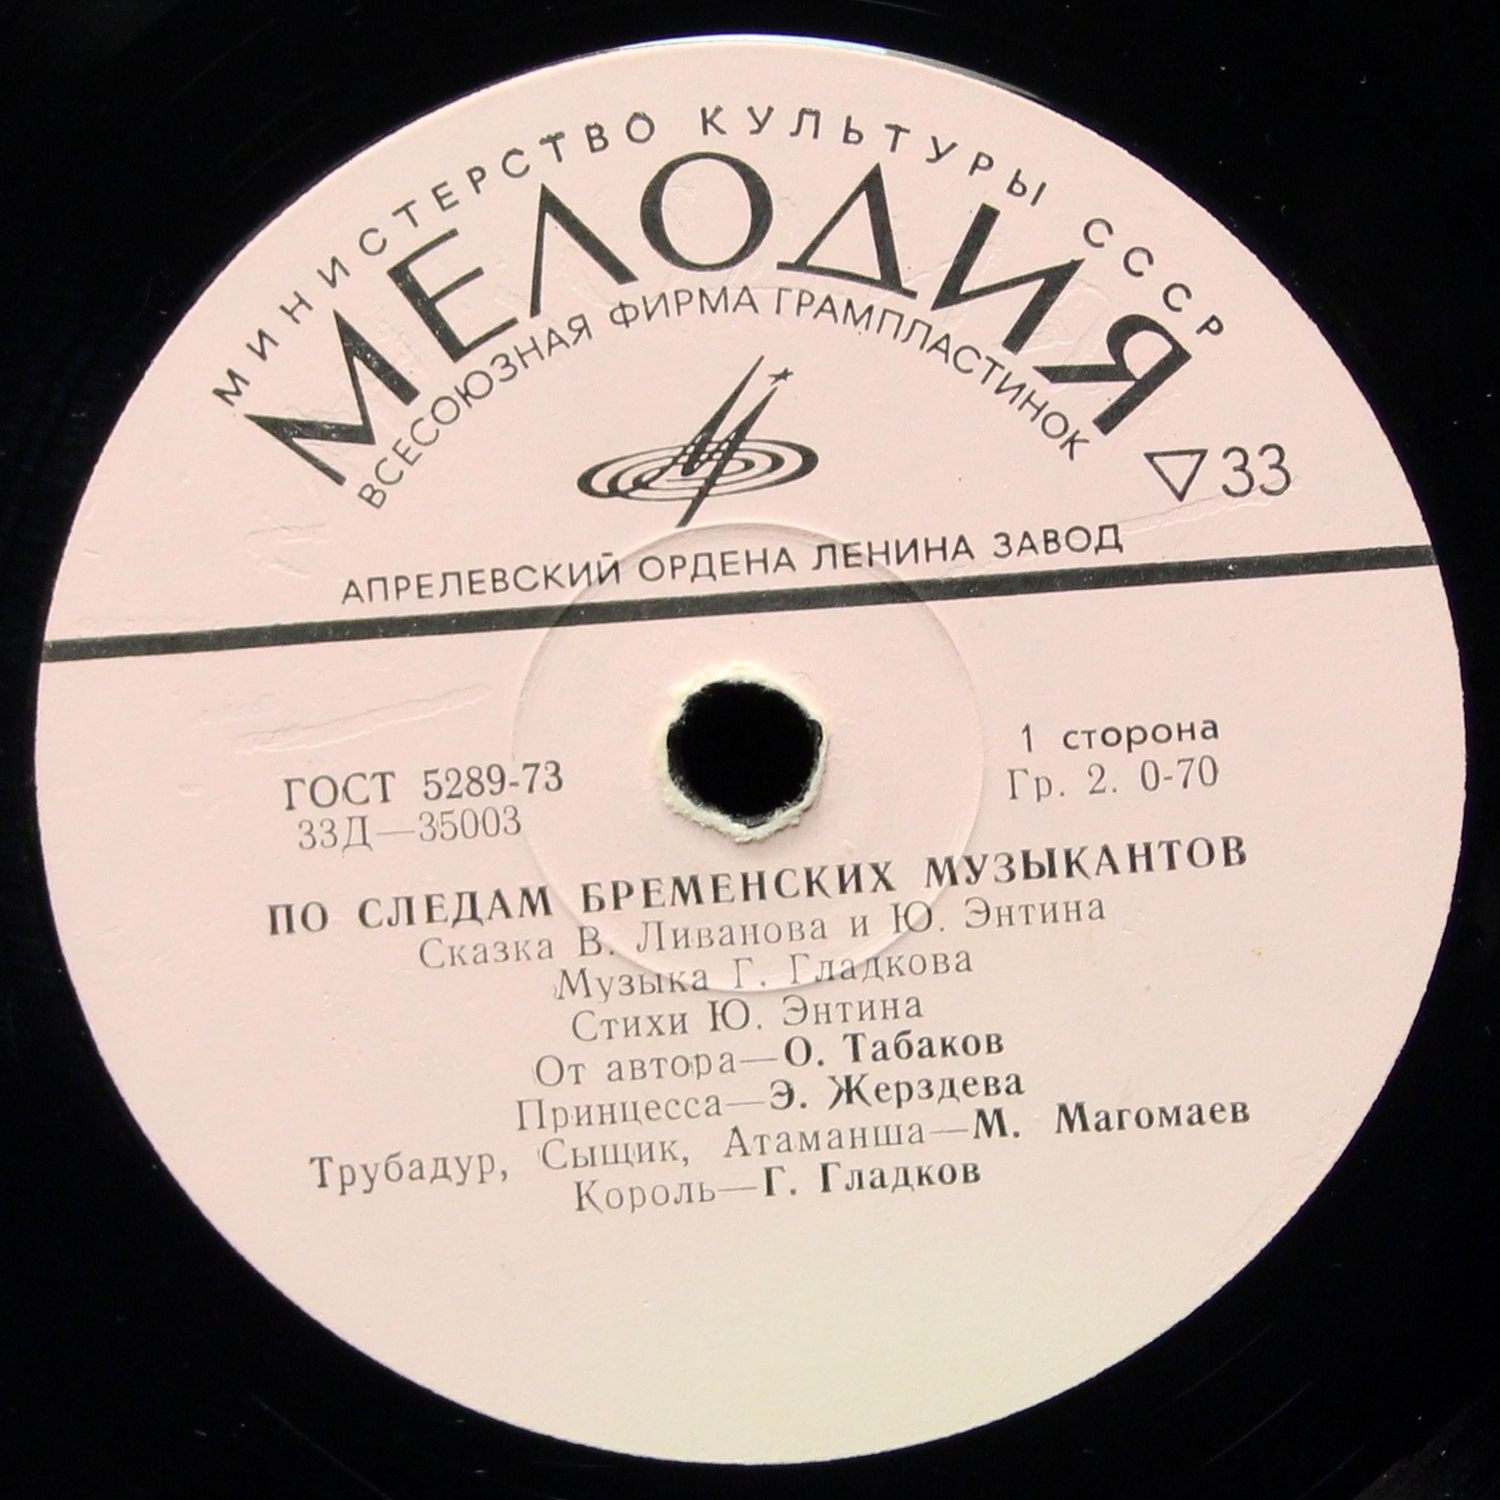 МИНИСТЕРСТВО КУЛЬТУРЫ СССР
МЕЛОДИЯ
ВСЕСОЮЗНАЯ ФИРМА ГРАМПЛАСТИНОК
▽33
АПРЕЛЕВСКИЙ ОРДЕНА ЛЕНИНА ЗАВОД
ГОСТ 5289-73
33Д—35003
1 сторона
Гр. 2. 0-70
ПО СЛЕДАМ БРЕМЕНСКИХ МУЗЫКАНТОВ
Сказка В. Ливанова и Ю. Энтина
Музыка Г. Гладкова
Стихи Ю. Энтина
От автора—О. Табаков
Принцесса—Э. Жерздева
Трубадур, Сыщик, Атаманша—М. Магомаев
Король—Г. Гладков